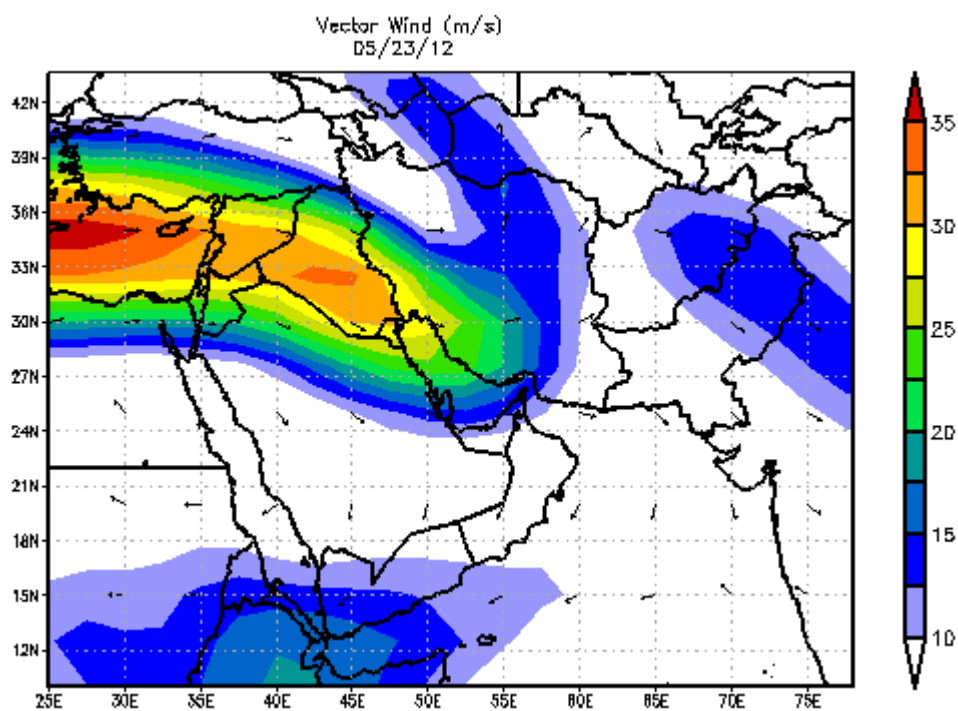 Vector Wind (m/s)
05/23/12
42N
39N
36N
33N
30N
27N
24N
21N
18N
15N
12N
25E 30E 35E 40E 45E 50E 55E 60E 65E 70E 75E
35
30
25
20
15
10